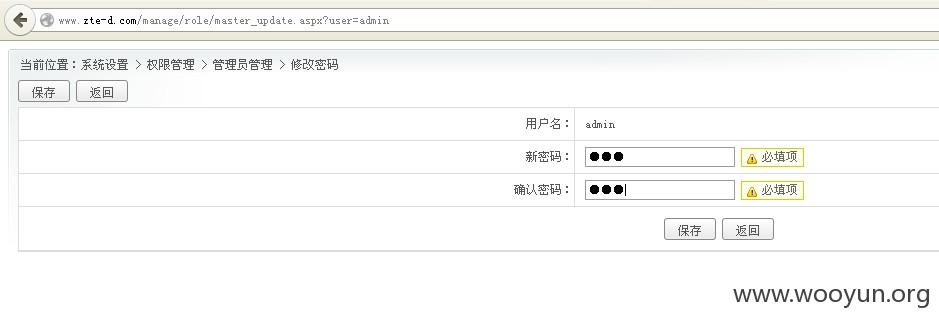 www.zte-d.com/manage/role/master_update.aspx?user=admin
当前位置：系统设置 > 权限管理 > 管理员管理 > 修改密码
保存 返回
用户名： admin
新密码： ●●● 必填项
确认密码： ●●● 必填项
保存 返回
www.wooyun.org